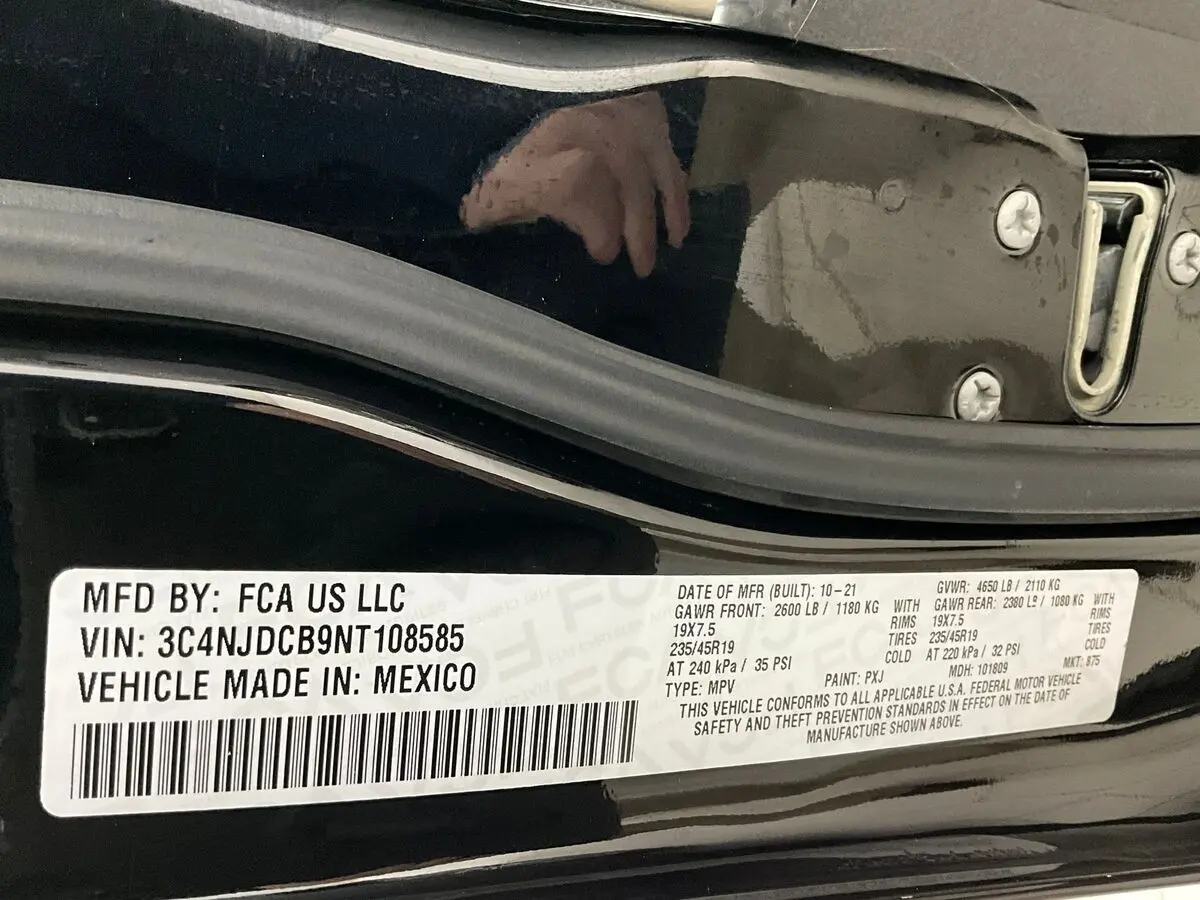 MFD BY: FCA US LLC
VIN: 3C4NJDCB9NT108585
VEHICLE MADE IN: MEXICO
DATE OF MFR (BUILT): 10-21
GVWR: 4650 LB / 2110 KG
GAWR FRONT: 2600 LB / 1180 KG WITH
GAWR REAR: 2380 LB / 1080 KG WITH
19X7.5 RIMS
19X7.5 RIMS
235/45R19 TIRES
235/45R19 TIRES
AT 240 kPa / 35 PSI COLD
AT 220 kPa / 32 PSI COLD
TYPE: MPV
PAINT: PXJ
MDH: 101809
MKT: 875
THIS VEHICLE CONFORMS TO ALL APPLICABLE U.S.A. FEDERAL MOTOR VEHICLE
SAFETY AND THEFT PREVENTION STANDARDS IN EFFECT ON THE DATE OF
MANUFACTURE SHOWN ABOVE.